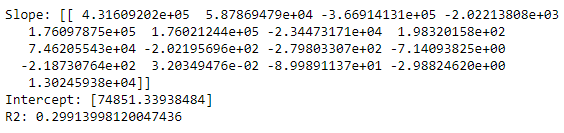 Slope: [[ 4.31609202e+05 5.87869479e+04 -3.66914131e+05 -2.02213808e+03
1.76097875e+05 1.76021244e+05 -2.34473171e+04 1.98320158e+02
7.46205543e+04 -2.02195696e+02 -2.79803307e+02 -7.14093825e+00
-2.18730764e+02 3.20349476e-02 -8.99891137e+01 -2.98824620e+00
1.30245938e+04]]
Intercept: [74851.33938484]
R2: 0.29913998120047436